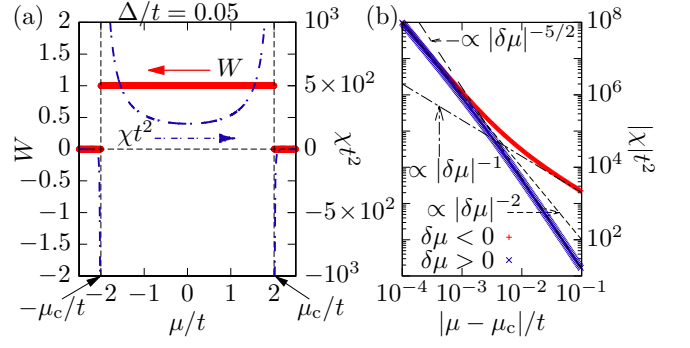 (a)
Δ/t = 0.05
2
1.5
1
0.5
0
−0.5
−1
−1.5
−2
W
W
χt²
10³
5×10²
0
−5×10²
−10³
χt²
−2 −1 0 1 2
−μc/t μ/t μc/t
(b)
∝ |δμ|^{−5/2}
∝ |δμ|^{−1}
∝ |δμ|^{−2}
δμ < 0
δμ > 0
10⁸
10⁶
10⁴
10²
|χ|t²
10⁻⁴ 10⁻³ 10⁻² 10⁻¹
|μ − μc|/t